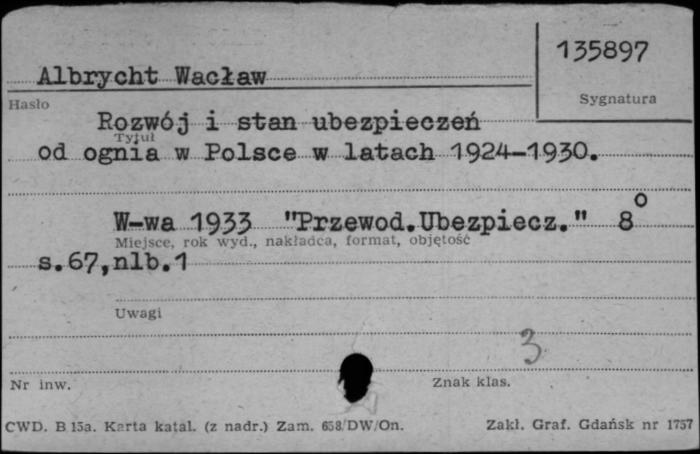 135897
Albrycht Wacław
Hasło
Sygnatura
Rozwój i stan ubezpieczeń
Tytuł
od ognia w Polsce w latach 1924-1930.
W-wa 1933 "Przewod.Ubezpiecz." 8o
Miejsce, rok wyd., nakładca, format, objętość
s.67,nlb.1
Uwagi
3
Nr inw.
Znak klas.
CWD. B 15a. Karta katal. (z nadr.) Zam. 658/DW/On.
Zakł. Graf. Gdańsk nr 1757